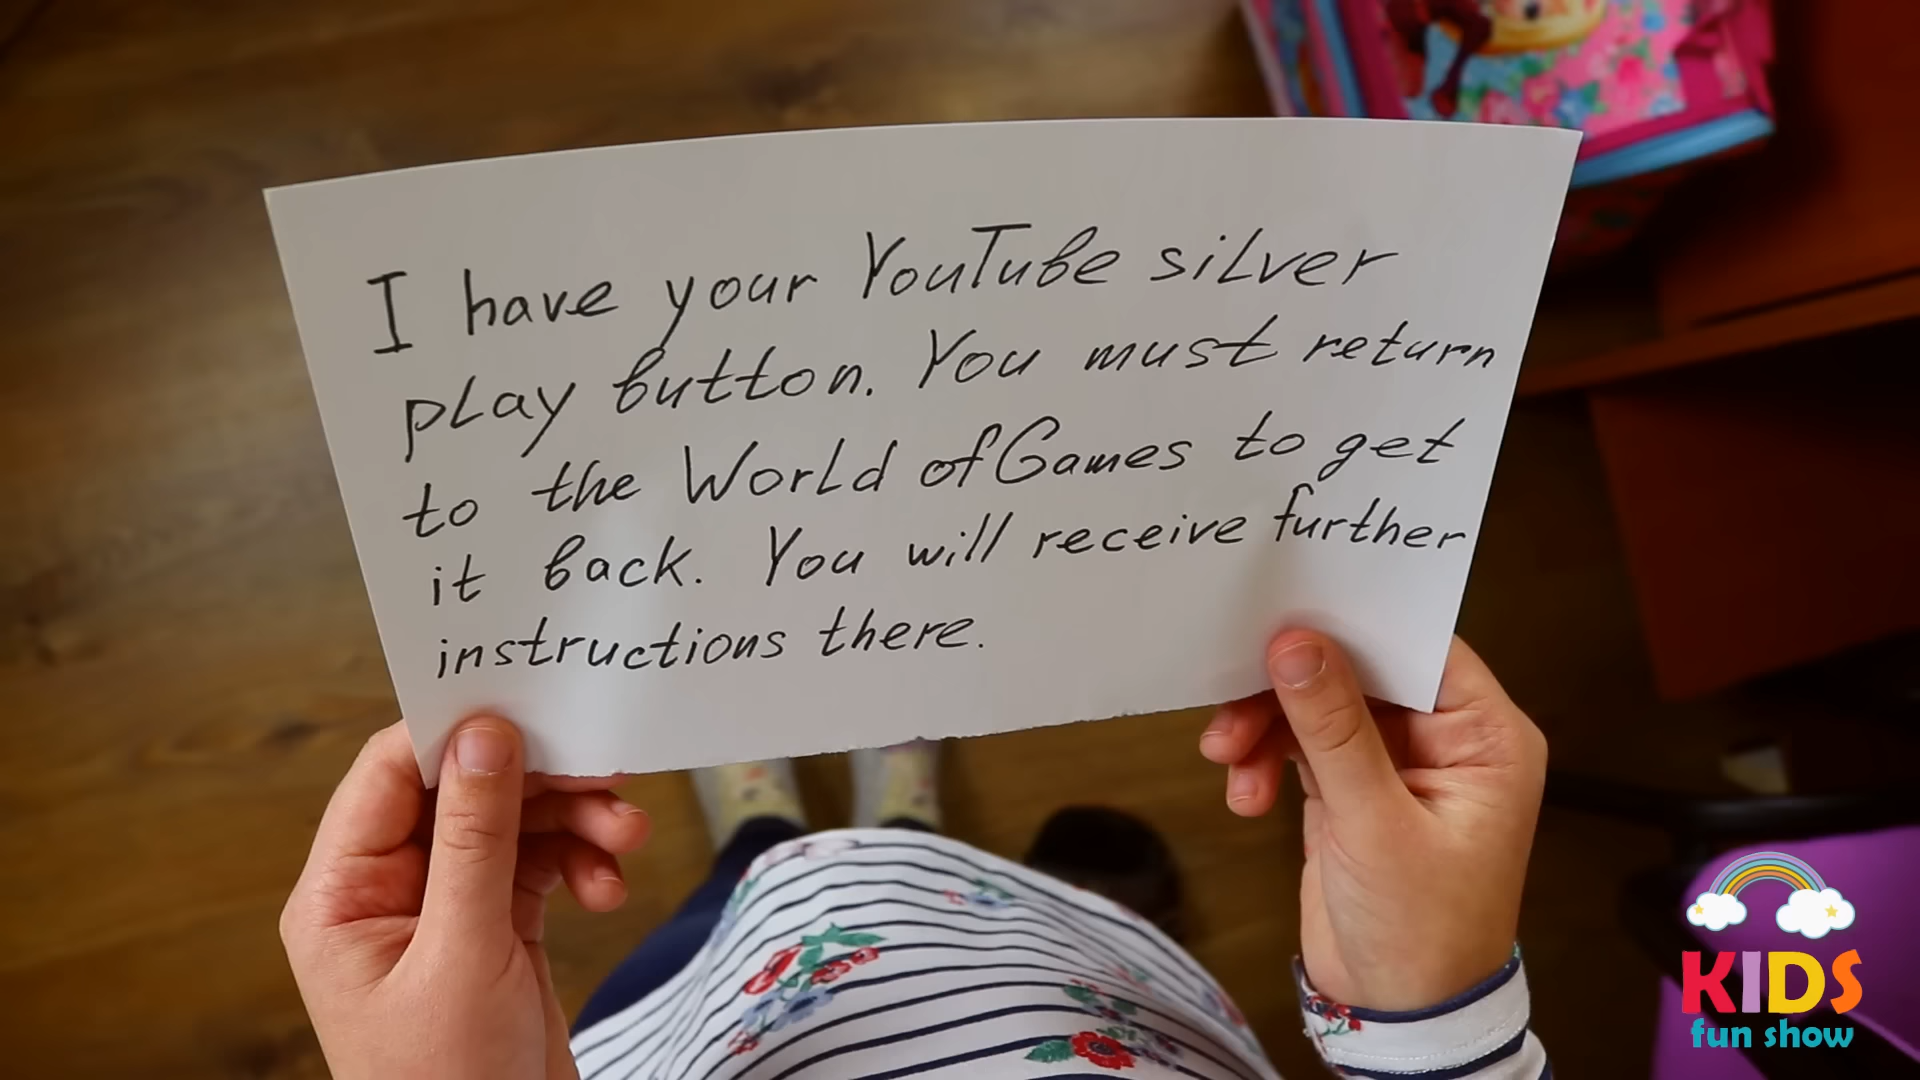 I have your YouTube silver
play button. You must return
to the World of Games to get
it back. You will receive further
instructions there.
KIDS
fun show